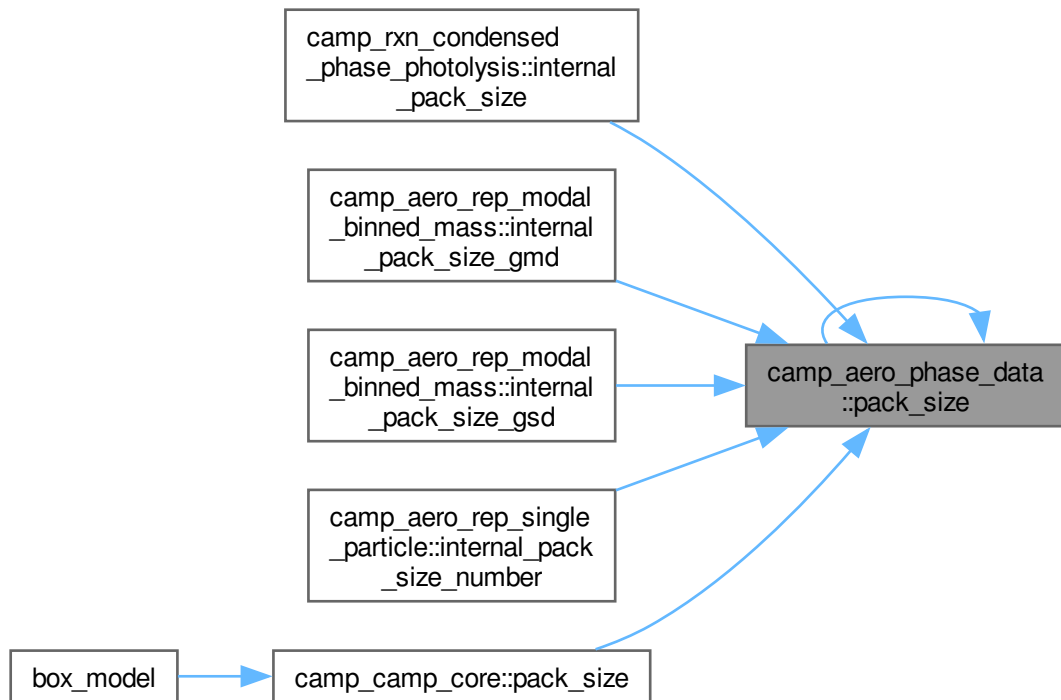 camp_rxn_condensed
_phase_photolysis::internal
_pack_size
camp_aero_rep_modal
_binned_mass::internal
_pack_size_gmd
camp_aero_rep_modal
_binned_mass::internal
_pack_size_gsd
camp_aero_phase_data
::pack_size
camp_aero_rep_single
_particle::internal_pack
_size_number
box_model
camp_camp_core::pack_size